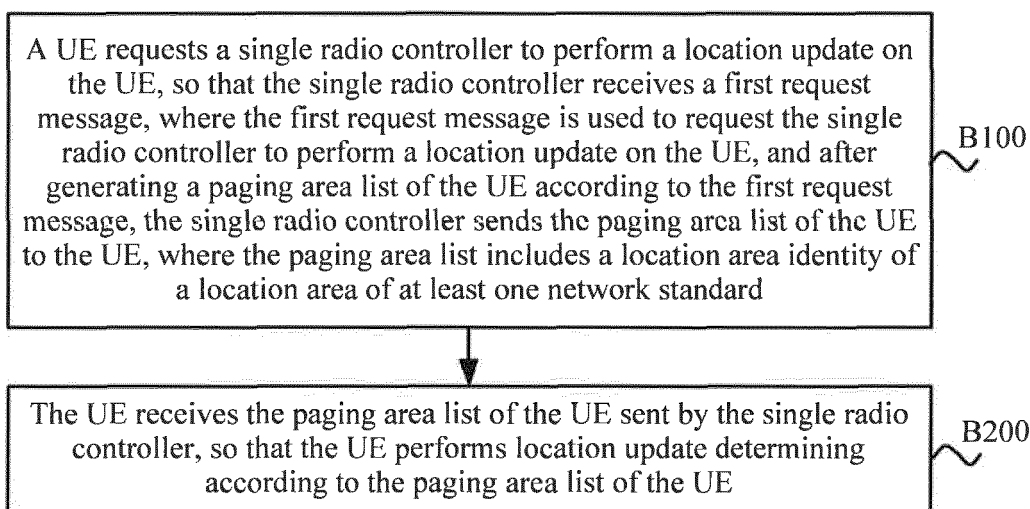 A UE requests a single radio controller to perform a location update on
the UE, so that the single radio controller receives a first request
message, where the first request message is used to request the single
radio controller to perform a location update on the UE, and after
generating a paging area list of the UE according to the first request
message, the single radio controller sends the paging area list of the UE
to the UE, where the paging area list includes a location area identity of
a location area of at least one network standard
B100
The UE receives the paging area list of the UE sent by the single radio
controller, so that the UE performs location update determining
according to the paging area list of the UE
B200